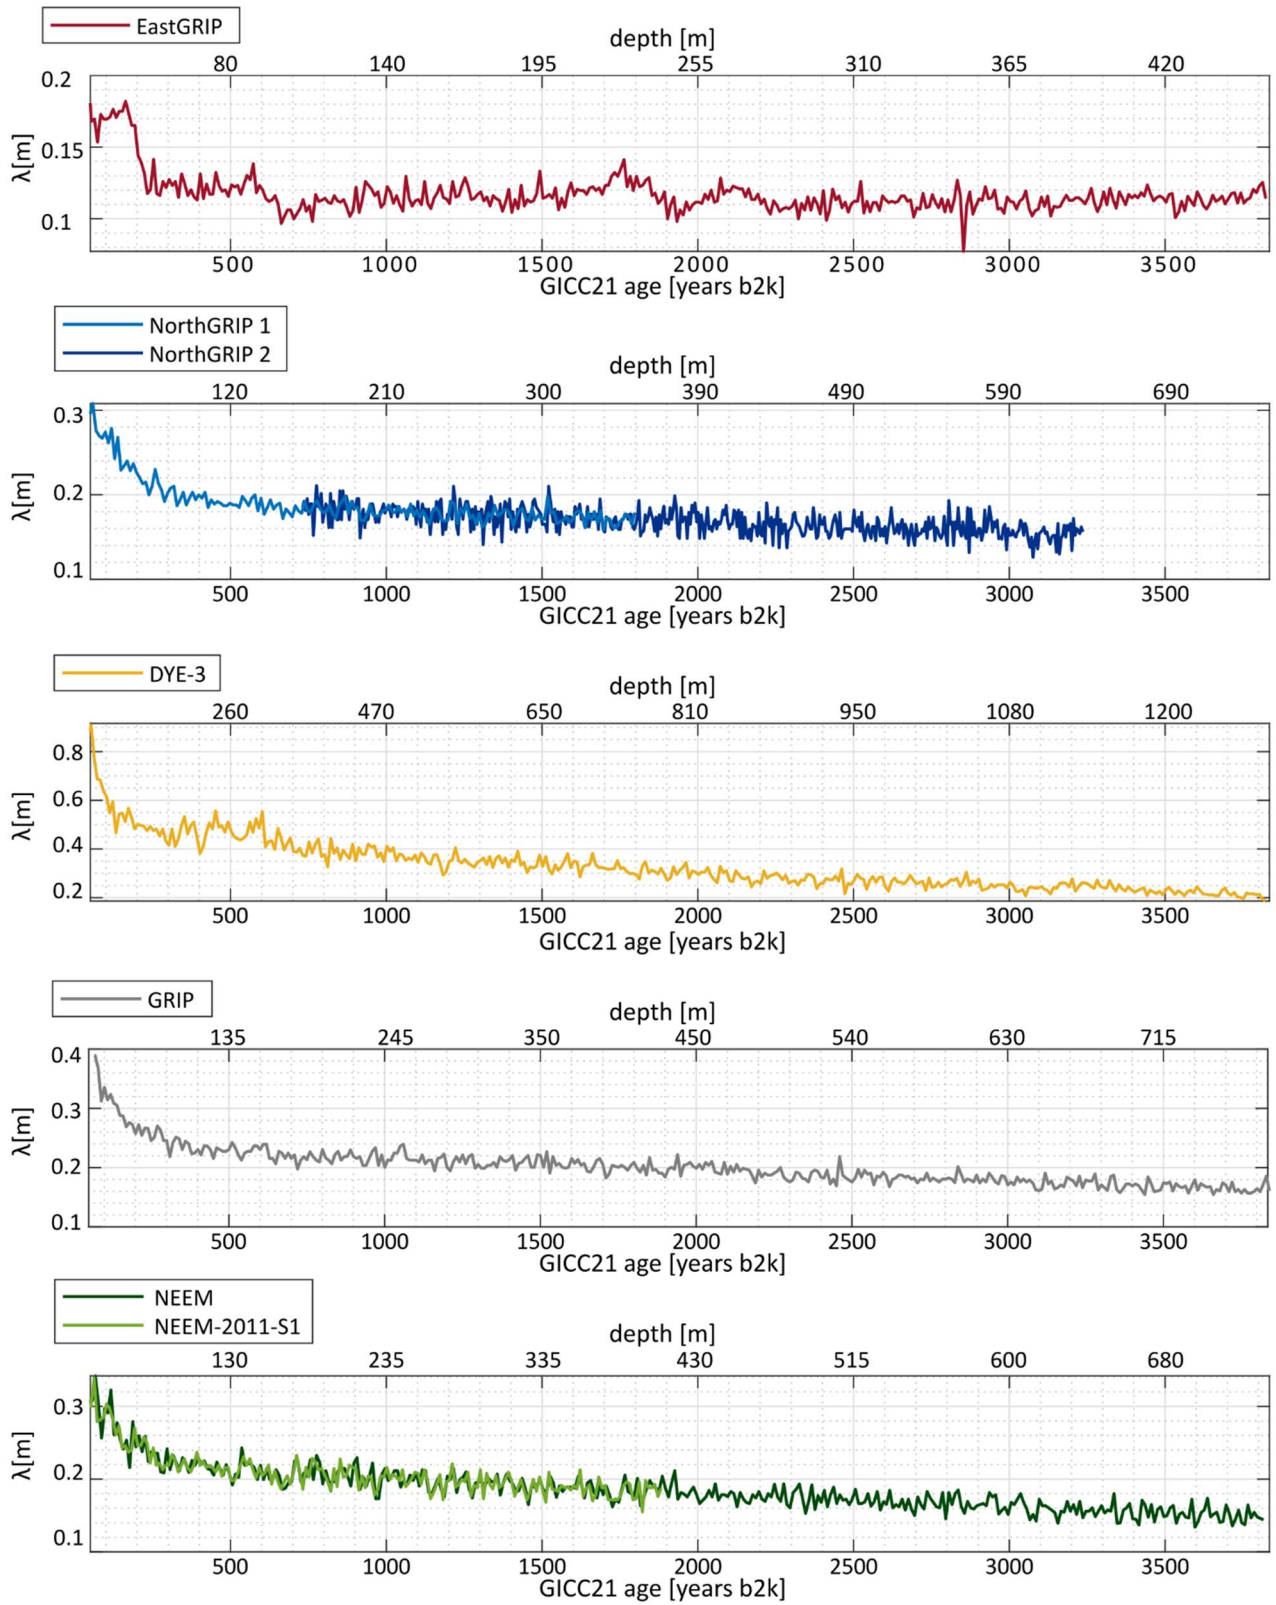 EastGRIP
depth [m]
80 140 195 255 310 365 420
0.2
0.15
0.1
λ[m]
500 1000 1500 2000 2500 3000 3500
GICC21 age [years b2k]
NorthGRIP 1
NorthGRIP 2
depth [m]
120 210 300 390 490 590 690
0.3
0.2
0.1
λ[m]
500 1000 1500 2000 2500 3000 3500
GICC21 age [years b2k]
DYE-3
depth [m]
260 470 650 810 950 1080 1200
0.8
0.6
0.4
0.2
λ[m]
500 1000 1500 2000 2500 3000 3500
GICC21 age [years b2k]
GRIP
depth [m]
135 245 350 450 540 630 715
0.4
0.3
0.2
0.1
λ[m]
500 1000 1500 2000 2500 3000 3500
GICC21 age [years b2k]
NEEM
NEEM-2011-S1
depth [m]
130 235 335 430 515 600 680
0.3
0.2
0.1
λ[m]
500 1000 1500 2000 2500 3000 3500
GICC21 age [years b2k]